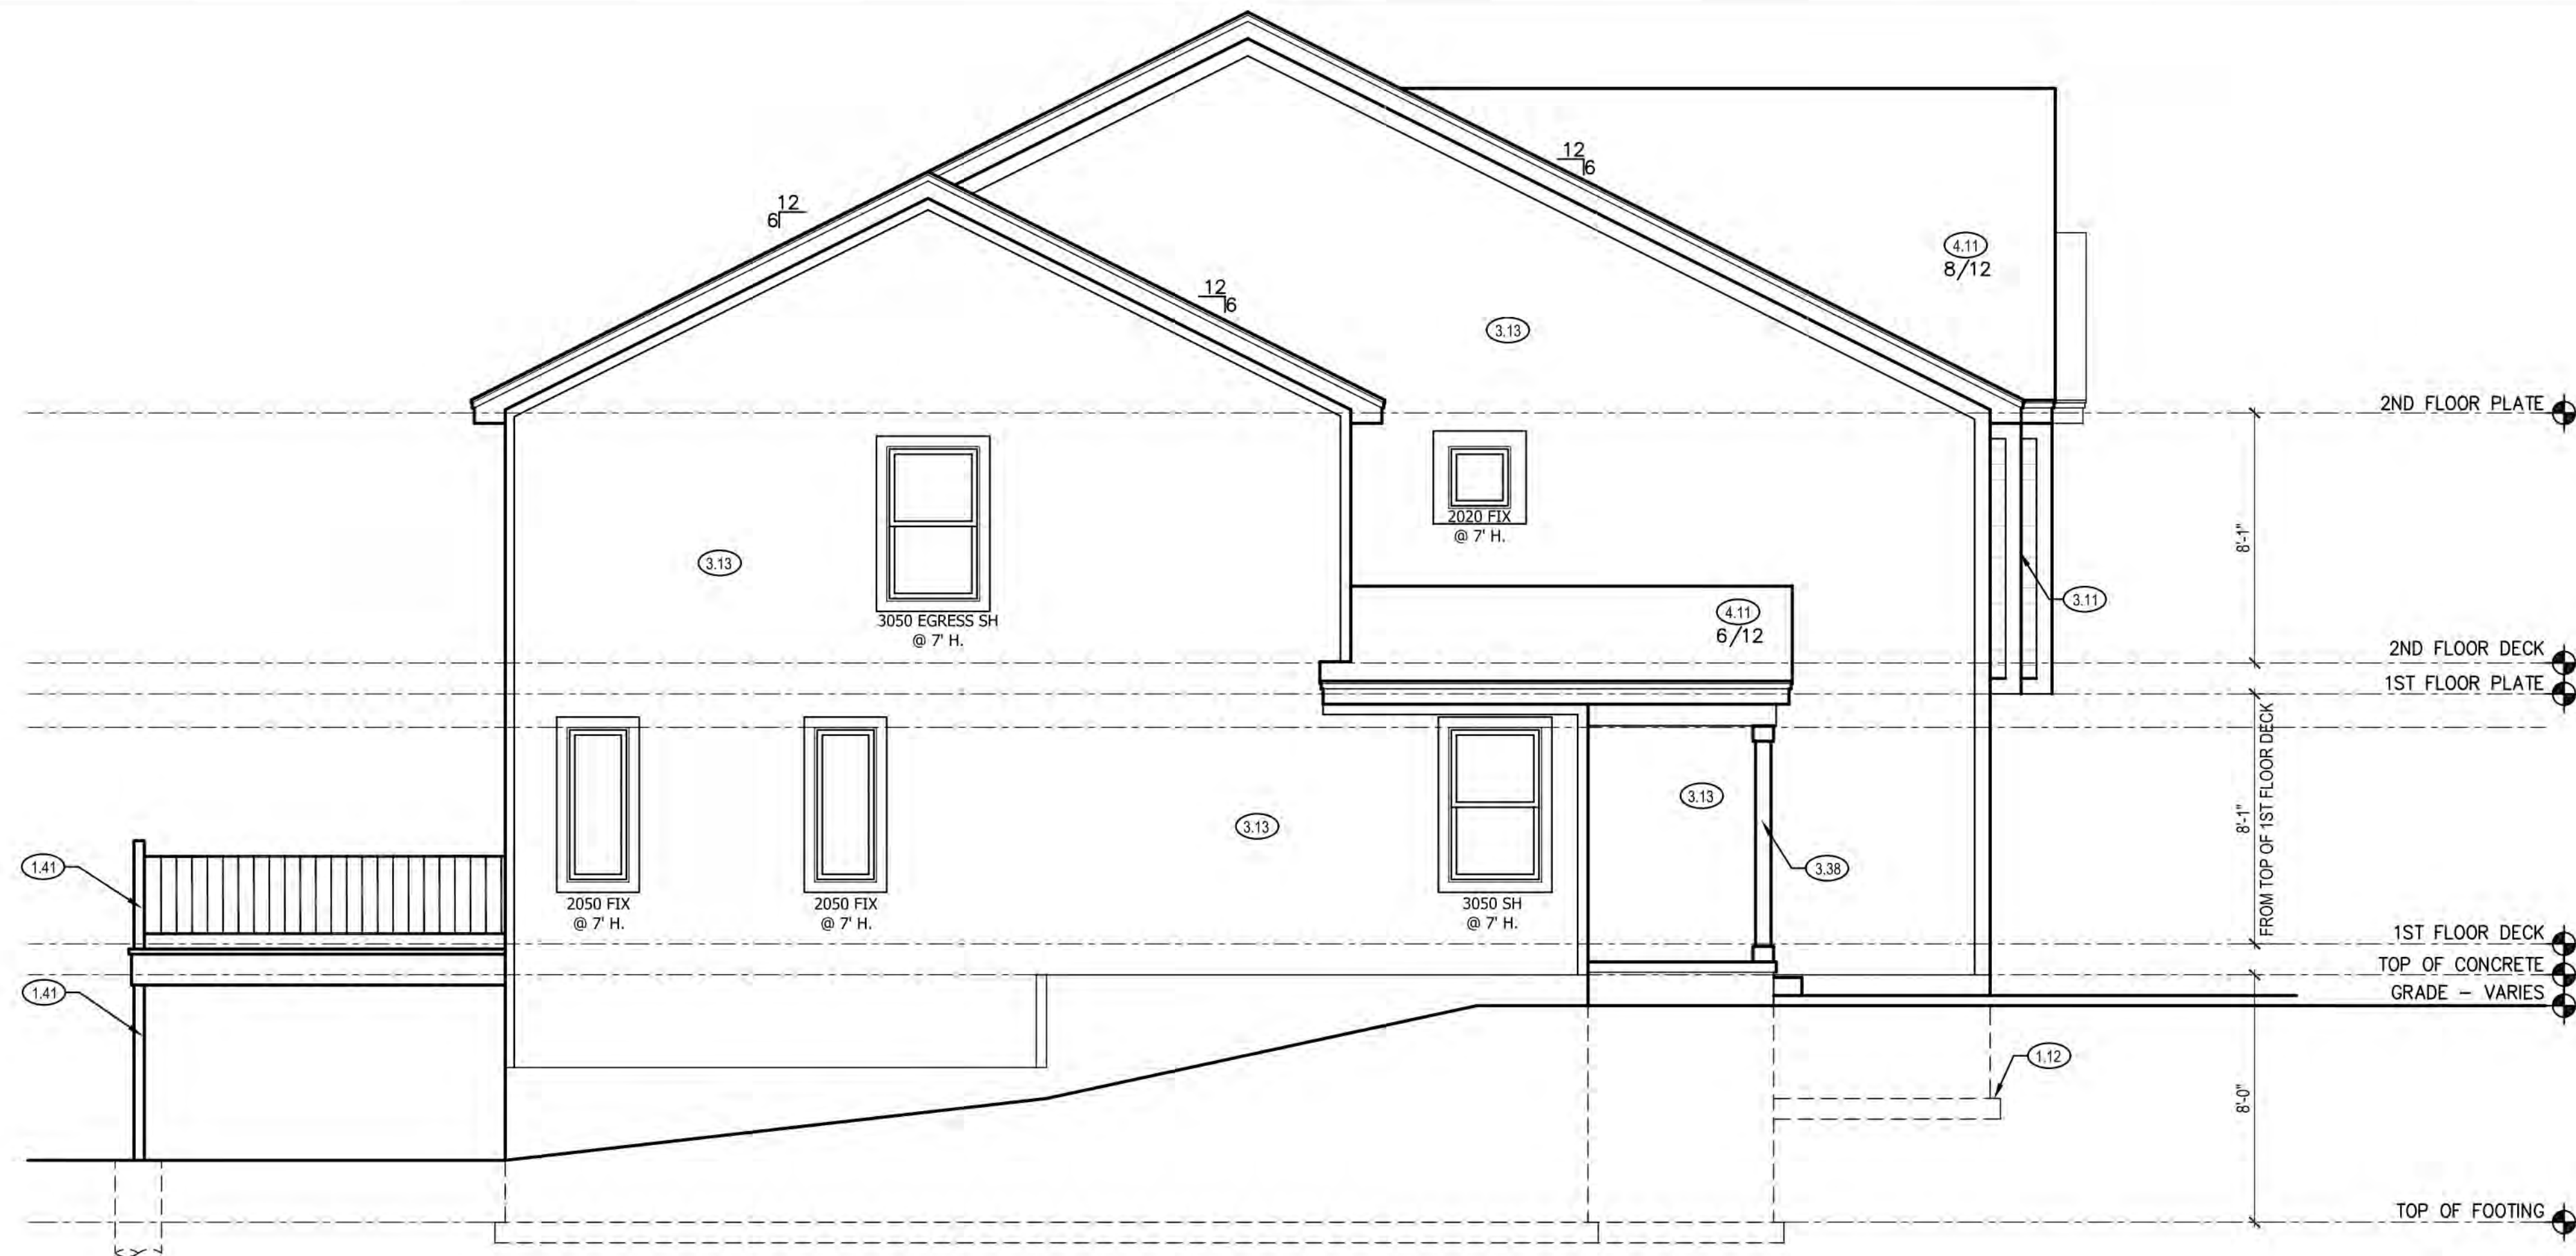 12
6
12
6
4.11
8/12
12
6
3.13
2ND FLOOR PLATE
2020 FIX
@ 7' H.
8'-1"
3.13
3050 EGRESS SH
@ 7' H.
4.11
6/12
3.11
2ND FLOOR DECK
1ST FLOOR PLATE
3.13
3.13
8'-1"
FROM TOP OF 1ST FLOOR DECK
1.41
3.38
2050 FIX
@ 7' H.
2050 FIX
@ 7' H.
3050 SH
@ 7' H.
1ST FLOOR DECK
TOP OF CONCRETE
1.41
GRADE - VARIES
1.12
8'-0"
TOP OF FOOTING